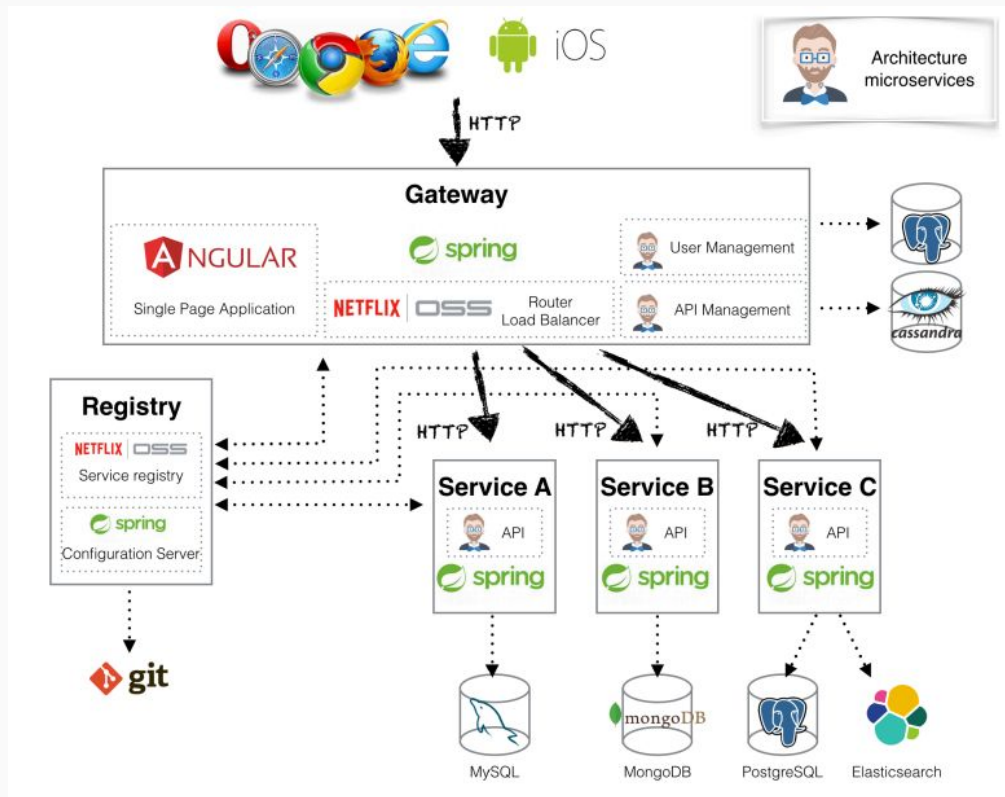 Google
iOS
Architecture
microservices
HTTP
Gateway
ANGULAR
Single Page Application
spring
NETFLIX OSS
Router
Load Balancer
User Management
API Management
cassandra
Registry
NETFLIX OSS
Service registry
spring
Configuration Server
git
HTTP
HTTP
HTTP
Service A
API
spring
Service B
API
spring
Service C
API
spring
MySQL
mongoDB
MongoDB
PostgreSQL
Elasticsearch